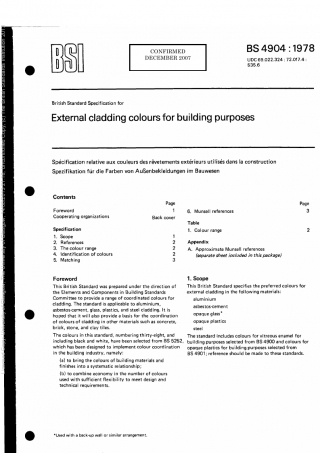 BSI
CONFIRMED
DECEMBER 2007
BS 4904 : 1978
UDC 69.022.324 : 72.017.4 :
535.6
British Standard Specification for
External cladding colours for building purposes
Spécification relative aux couleurs des revêtements extérieurs utilisés dans la construction
Spezifikation für die Farben von Außenbekleidungen im Bauwesen
Contents
Page
Foreword 1
Cooperating organizations Back cover
Specification
1. Scope 1
2. References 2
3. The colour range 2
4. Identification of colours 2
5. Matching 3
Page
6. Munsell references 3
Table
1. Colour range 2
Appendix
A. Approximate Munsell references
(separate sheet included in this package)
Foreword
This British Standard was prepared under the direction of
the Elements and Components in Building Standards
Committee to provide a range of coordinated colours for
cladding. The standard is applicable to aluminium,
asbestos-cement, glass, plastics, and steel cladding. It is
hoped that it will also provide a basis for the coordination
of colours of cladding in other materials such as concrete,
brick, stone, and clay tiles.
The colours in this standard, numbering thirty-eight, and
including black and white, have been selected from BS 5252,
which has been designed to implement colour coordination
in the building industry, namely:
(a) to bring the colours of building materials and
finishes into a systematic relationship;
(b) to combine economy in the number of colours
used with sufficient flexibility to meet design and
technical requirements.
1. Scope
This British Standard specifies the preferred colours for
external cladding in the following materials:
aluminium
asbestos-cement
opaque glass*
opaque plastics
steel
The standard includes colours for vitreous enamel for
building purposes selected from BS 4900 and colours for
opaque plastics for building purposes selected from
BS 4901; reference should be made to these standards.
*Used with a back-up wall or similar arrangement.